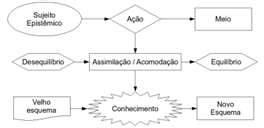 Sujeito
Epistêmico
Ação
Meio
Desequilíbrio
Assimilação / Acomodação
Equilíbrio
Velho
esquema
Conhecimento
Novo
Esquema